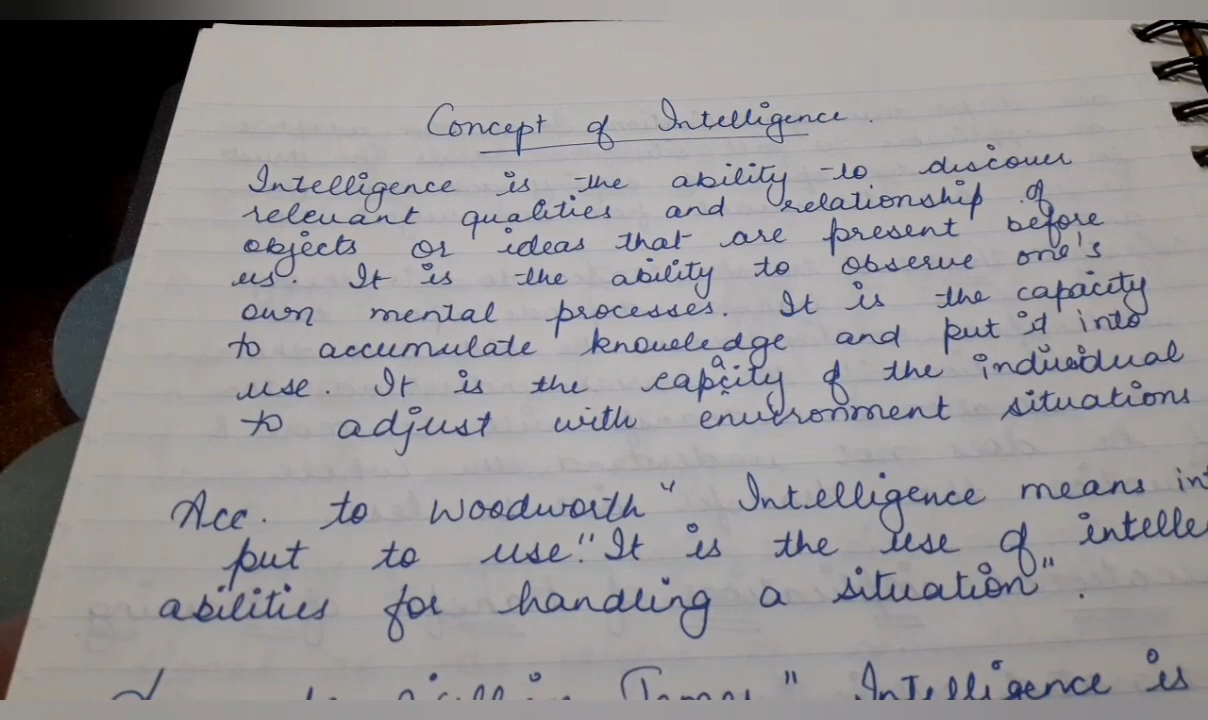 Concept of Intelligence.
Intelligence is the ability to discover
relevant qualities and relationship of
objects or ideas that are present before
us. It is the ability to observe one's
own mental processes. It is the capacity
to accumulate knowledge and put it into
use. It is the capacity of the individual
to adjust with environment situations
Acc. to Woodworth " Intelligence means
put to use." It is the use of
abilities for handling a situation".
" Intelligence is